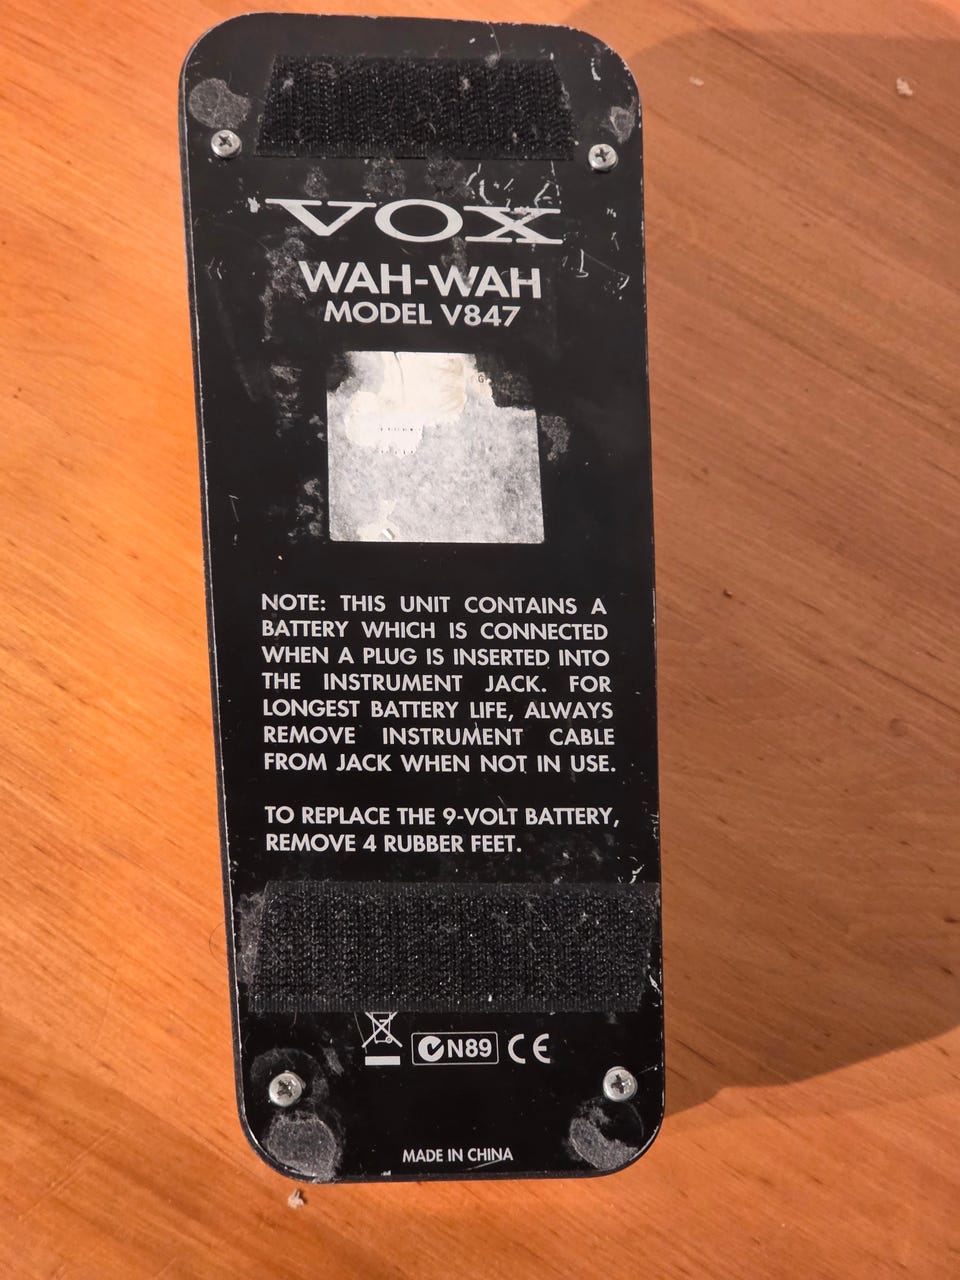 VOX
WAH-WAH
MODEL V847
NOTE: THIS UNIT CONTAINS A
BATTERY WHICH IS CONNECTED
WHEN A PLUG IS INSERTED INTO
THE INSTRUMENT JACK. FOR
LONGEST BATTERY LIFE, ALWAYS
REMOVE INSTRUMENT CABLE
FROM JACK WHEN NOT IN USE.
TO REPLACE THE 9-VOLT BATTERY,
REMOVE 4 RUBBER FEET.
N89 CE
MADE IN CHINA